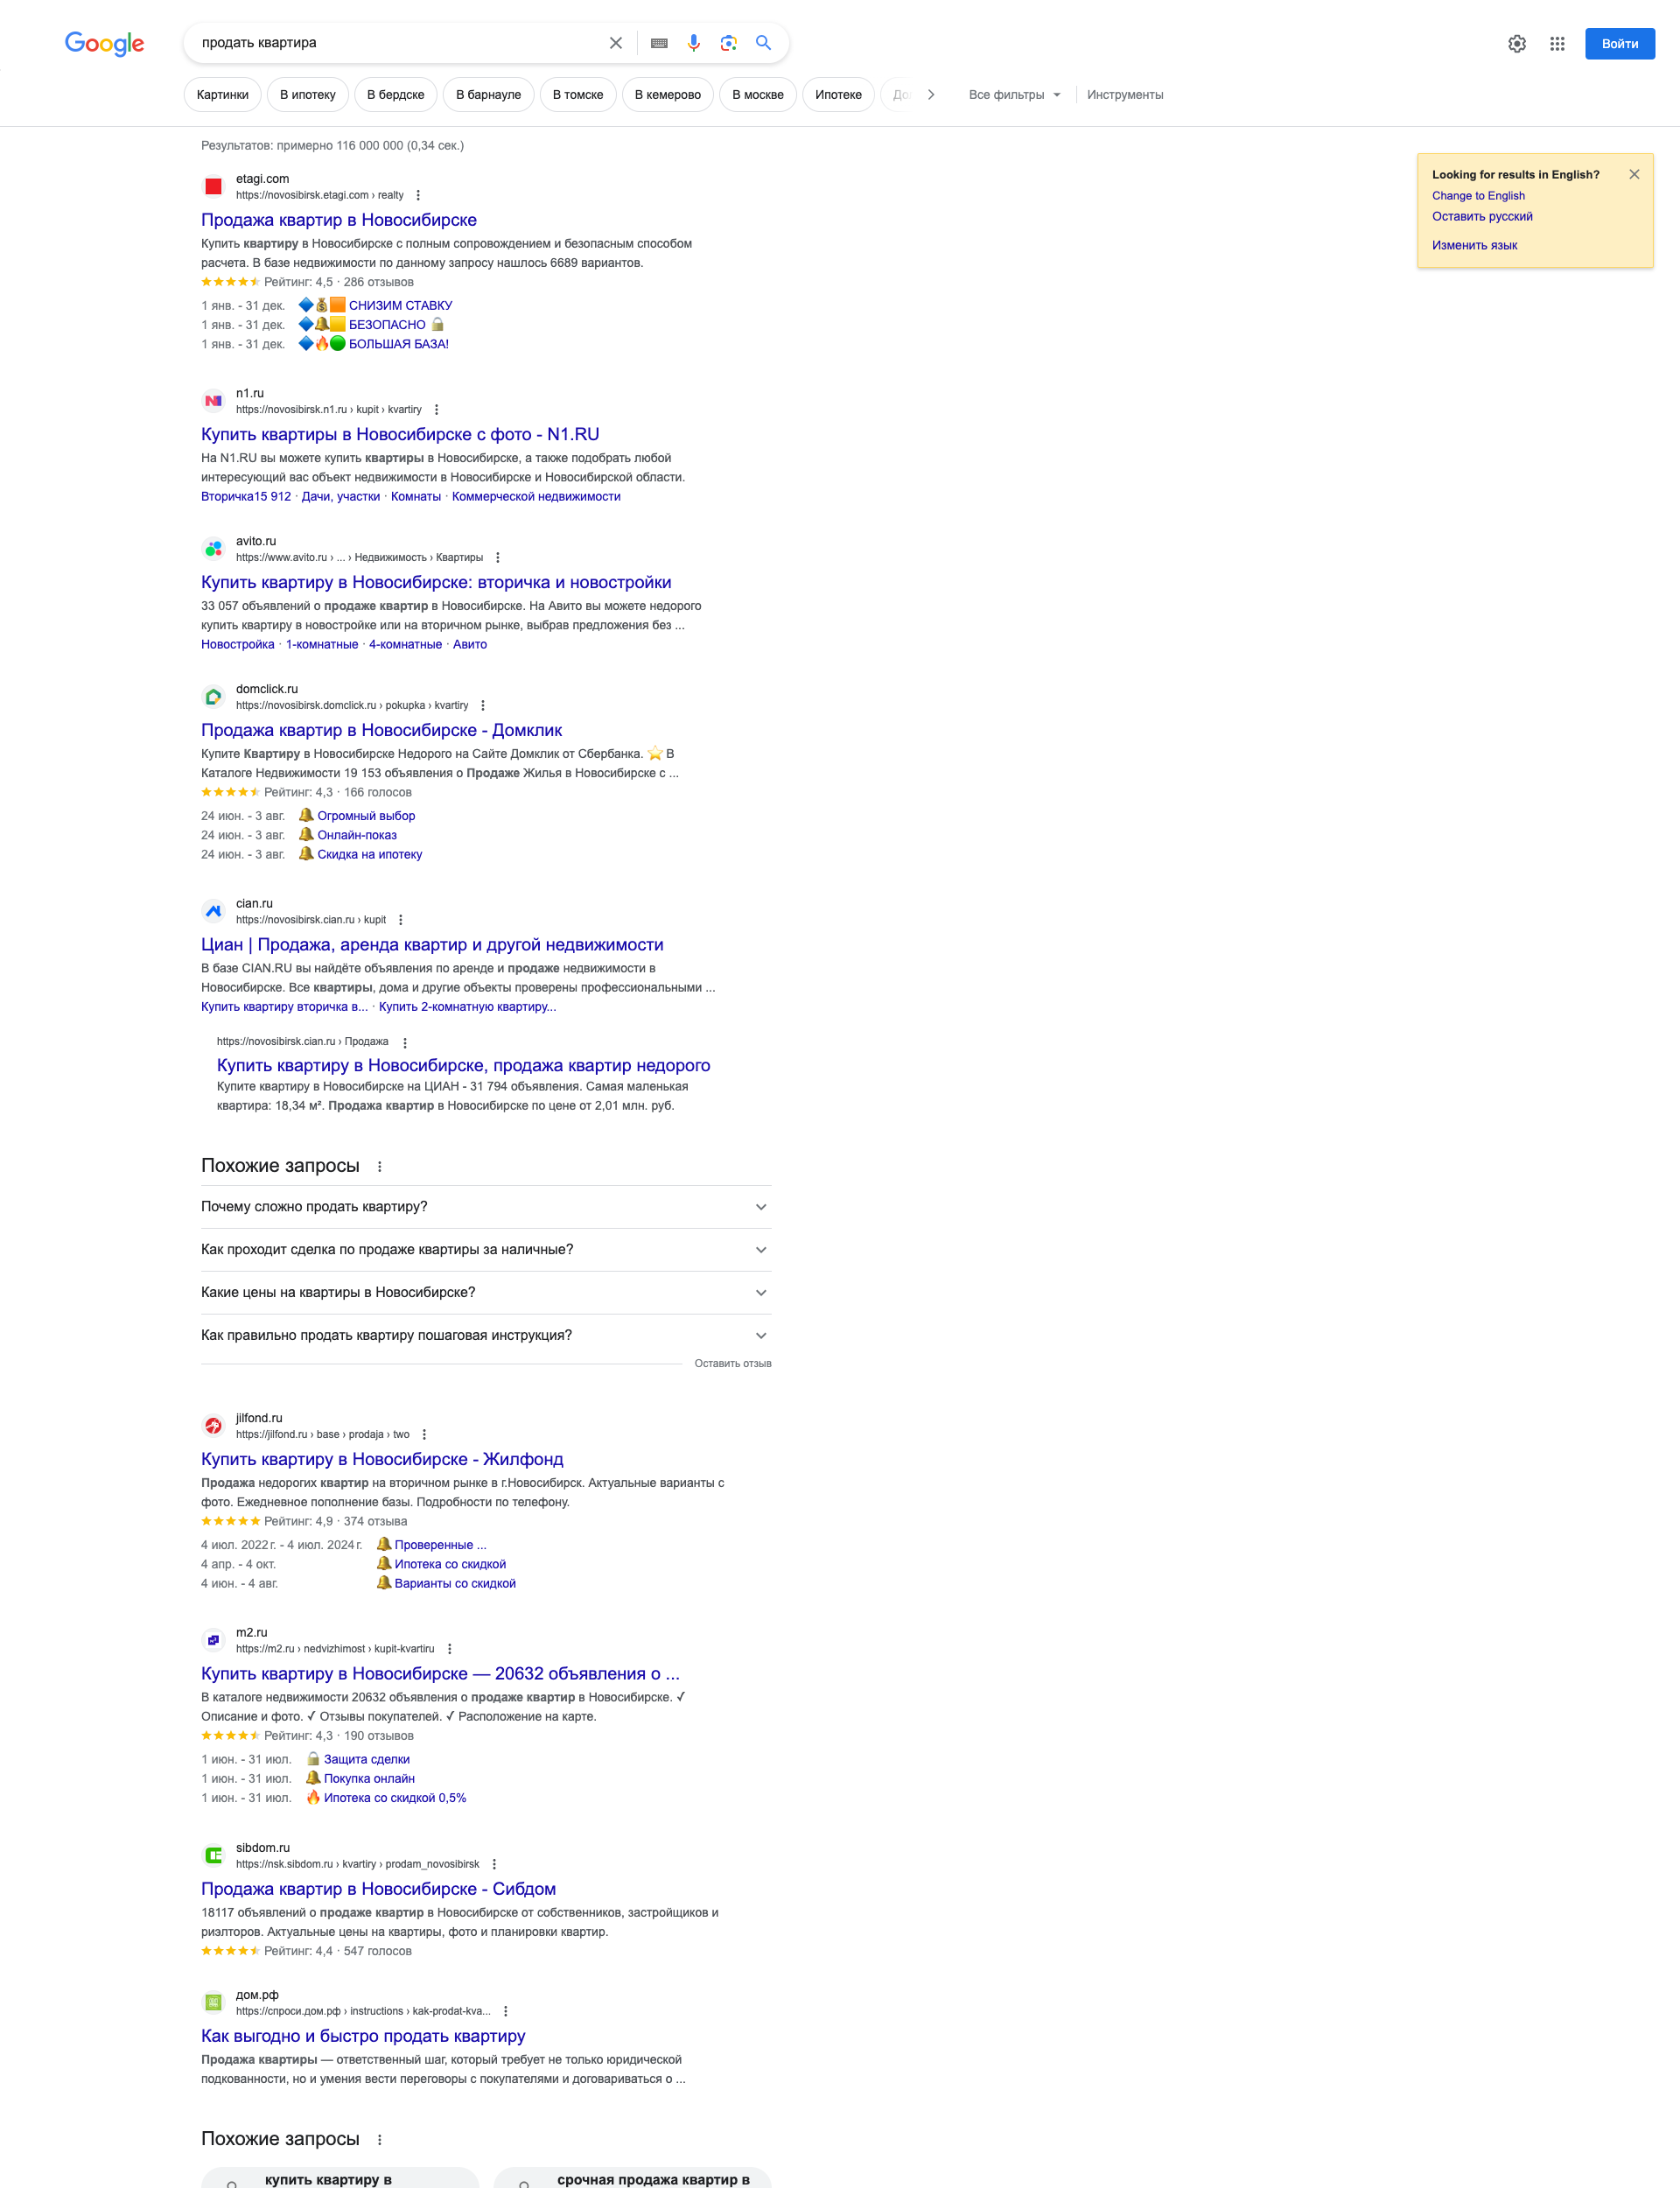 Google
продать квартира
Войти
Картинки
В ипотеку
В бердске
В барнауле
В томске
В кемерово
В москве
Ипотеке
Все фильтры
Инструменты
Результатов: примерно 116 000 000 (0,34 сек.)
Looking for results in English?
Change to English
Оставить русский
Изменить язык
etagi.com
https://novosibirsk.etagi.com › realty
Продажа квартир в Новосибирске
Купить квартиру в Новосибирске с полным сопровождением и безопасным способом
расчета. В базе недвижимости по данному запросу нашлось 6689 вариантов.
Рейтинг: 4,5 · 286 отзывов
1 янв. - 31 дек. 🔷💰🟧 СНИЗИМ СТАВКУ
1 янв. - 31 дек. 🔷🔔🟨 БЕЗОПАСНО 🔒
1 янв. - 31 дек. 🔷🔥🟢 БОЛЬШАЯ БАЗА!
n1.ru
https://novosibirsk.n1.ru › kupit › kvartiry
Купить квартиры в Новосибирске с фото - N1.RU
На N1.RU вы можете купить квартиры в Новосибирске, а также подобрать любой
интересующий вас объект недвижимости в Новосибирске и Новосибирской области.
Вторичка15 912 · Дачи, участки · Комнаты · Коммерческой недвижимости
avito.ru
https://www.avito.ru › ... › Недвижимость › Квартиры
Купить квартиру в Новосибирске: вторичка и новостройки
33 057 объявлений о продаже квартир в Новосибирске. На Авито вы можете недорого
купить квартиру в новостройке или на вторичном рынке, выбрав предложения без ...
Новостройка · 1-комнатные · 4-комнатные · Авито
domclick.ru
https://novosibirsk.domclick.ru › pokupka › kvartiry
Продажа квартир в Новосибирске - Домклик
Купите Квартиру в Новосибирске Недорого на Сайте Домклик от Сбербанка. ⭐ В
Каталоге Недвижимости 19 153 объявления о Продаже Жилья в Новосибирске с ...
Рейтинг: 4,3 · 166 голосов
24 июн. - 3 авг. 🔔 Огромный выбор
24 июн. - 3 авг. 🔔 Онлайн-показ
24 июн. - 3 авг. 🔔 Скидка на ипотеку
cian.ru
https://novosibirsk.cian.ru › kupit
Циан | Продажа, аренда квартир и другой недвижимости
В базе CIAN.RU вы найдёте объявления по аренде и продаже недвижимости в
Новосибирске. Все квартиры, дома и другие объекты проверены профессиональными ...
Купить квартиру вторичка в... · Купить 2-комнатную квартиру...
https://novosibirsk.cian.ru › Продажа
Купить квартиру в Новосибирске, продажа квартир недорого
Купите квартиру в Новосибирске на ЦИАН - 31 794 объявления. Самая маленькая
квартира: 18,34 м². Продажа квартир в Новосибирске по цене от 2,01 млн. руб.
Похожие запросы
Почему сложно продать квартиру?
Как проходит сделка по продаже квартиры за наличные?
Какие цены на квартиры в Новосибирске?
Как правильно продать квартиру пошаговая инструкция?
Оставить отзыв
jilfond.ru
https://jilfond.ru › base › prodaja › two
Купить квартиру в Новосибирске - Жилфонд
Продажа недорогих квартир на вторичном рынке в г.Новосибирск. Актуальные варианты с
фото. Ежедневное пополнение базы. Подробности по телефону.
Рейтинг: 4,9 · 374 отзыва
4 июл. 2022 г. - 4 июл. 2024 г. 🔔 Проверенные ...
4 апр. - 4 окт. 🔔 Ипотека со скидкой
4 июн. - 4 авг. 🔔 Варианты со скидкой
m2.ru
https://m2.ru › nedvizhimost › kupit-kvartiru
Купить квартиру в Новосибирске — 20632 объявления о ...
В каталоге недвижимости 20632 объявления о продаже квартир в Новосибирске. ✓
Описание и фото. ✓ Отзывы покупателей. ✓ Расположение на карте.
Рейтинг: 4,3 · 190 отзывов
1 июн. - 31 июл. 🔒 Защита сделки
1 июн. - 31 июл. 🔔 Покупка онлайн
1 июн. - 31 июл. 🔥 Ипотека со скидкой 0,5%
sibdom.ru
https://nsk.sibdom.ru › kvartiry › prodam_novosibirsk
Продажа квартир в Новосибирске - Сибдом
18117 объявлений о продаже квартир в Новосибирске от собственников, застройщиков и
риэлторов. Актуальные цены на квартиры, фото и планировки квартир.
Рейтинг: 4,4 · 547 голосов
дом.рф
https://спроси.дом.рф › instructions › kak-prodat-kva...
Как выгодно и быстро продать квартиру
Продажа квартиры — ответственный шаг, который требует не только юридической
подкованности, но и умения вести переговоры с покупателями и договариваться о ...
Похожие запросы
купить квартиру в
срочная продажа квартир в